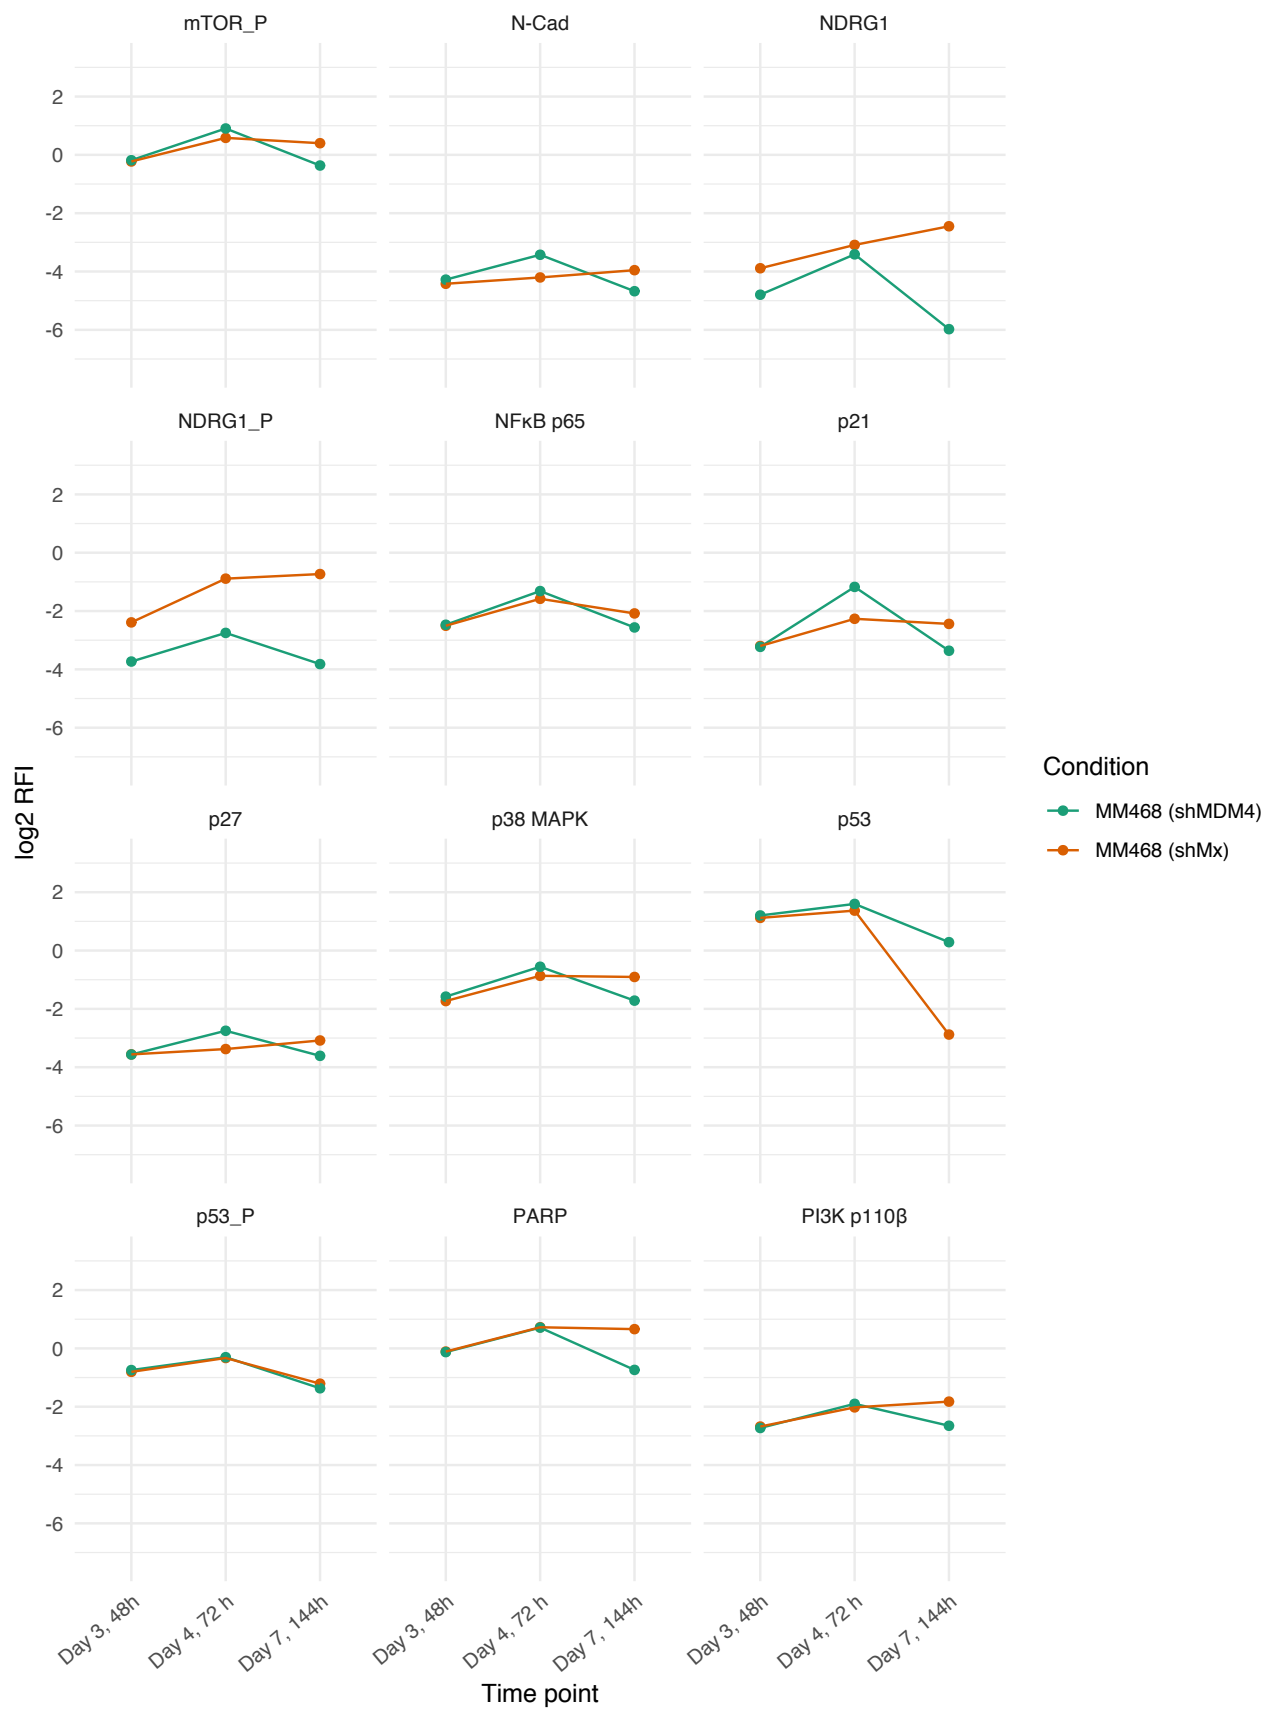 mTOR_P
N-Cad
NDRG1
2
0
-2
-4
-6
NDRG1_P
NFκB p65
p21
2
0
-2
-4
-6
p27
p38 MAPK
p53
2
0
-2
-4
-6
p53_P
PARP
PI3K p110β
2
0
-2
-4
-6
Day 3, 48h
Day 4, 72 h
Day 7, 144h
Day 3, 48h
Day 4, 72 h
Day 7, 144h
Day 3, 48h
Day 4, 72 h
Day 7, 144h
Time point
log2 RFI
Condition
MM468 (shMDM4)
MM468 (shMx)